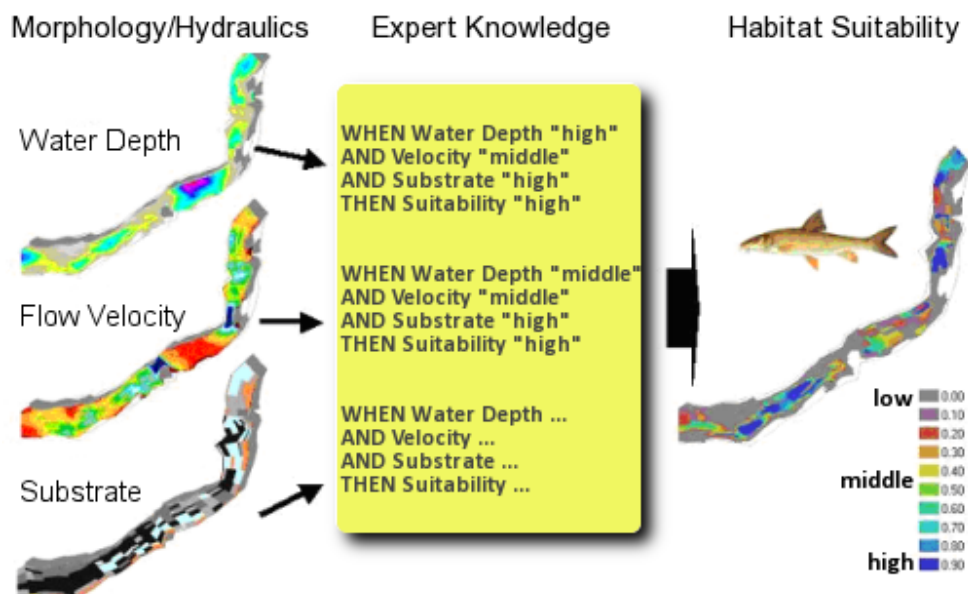 Morphology/Hydraulics
Expert Knowledge
Habitat Suitability
Water Depth
Flow Velocity
Substrate
WHEN Water Depth "high"
AND Velocity "middle"
AND Substrate "high"
THEN Suitability "high"
WHEN Water Depth "middle"
AND Velocity "middle"
AND Substrate "high"
THEN Suitability "high"
WHEN Water Depth ...
AND Velocity ...
AND Substrate ...
THEN Suitability ...
low
middle
high
0.00
0.10
0.20
0.30
0.40
0.50
0.60
0.70
0.80
0.90